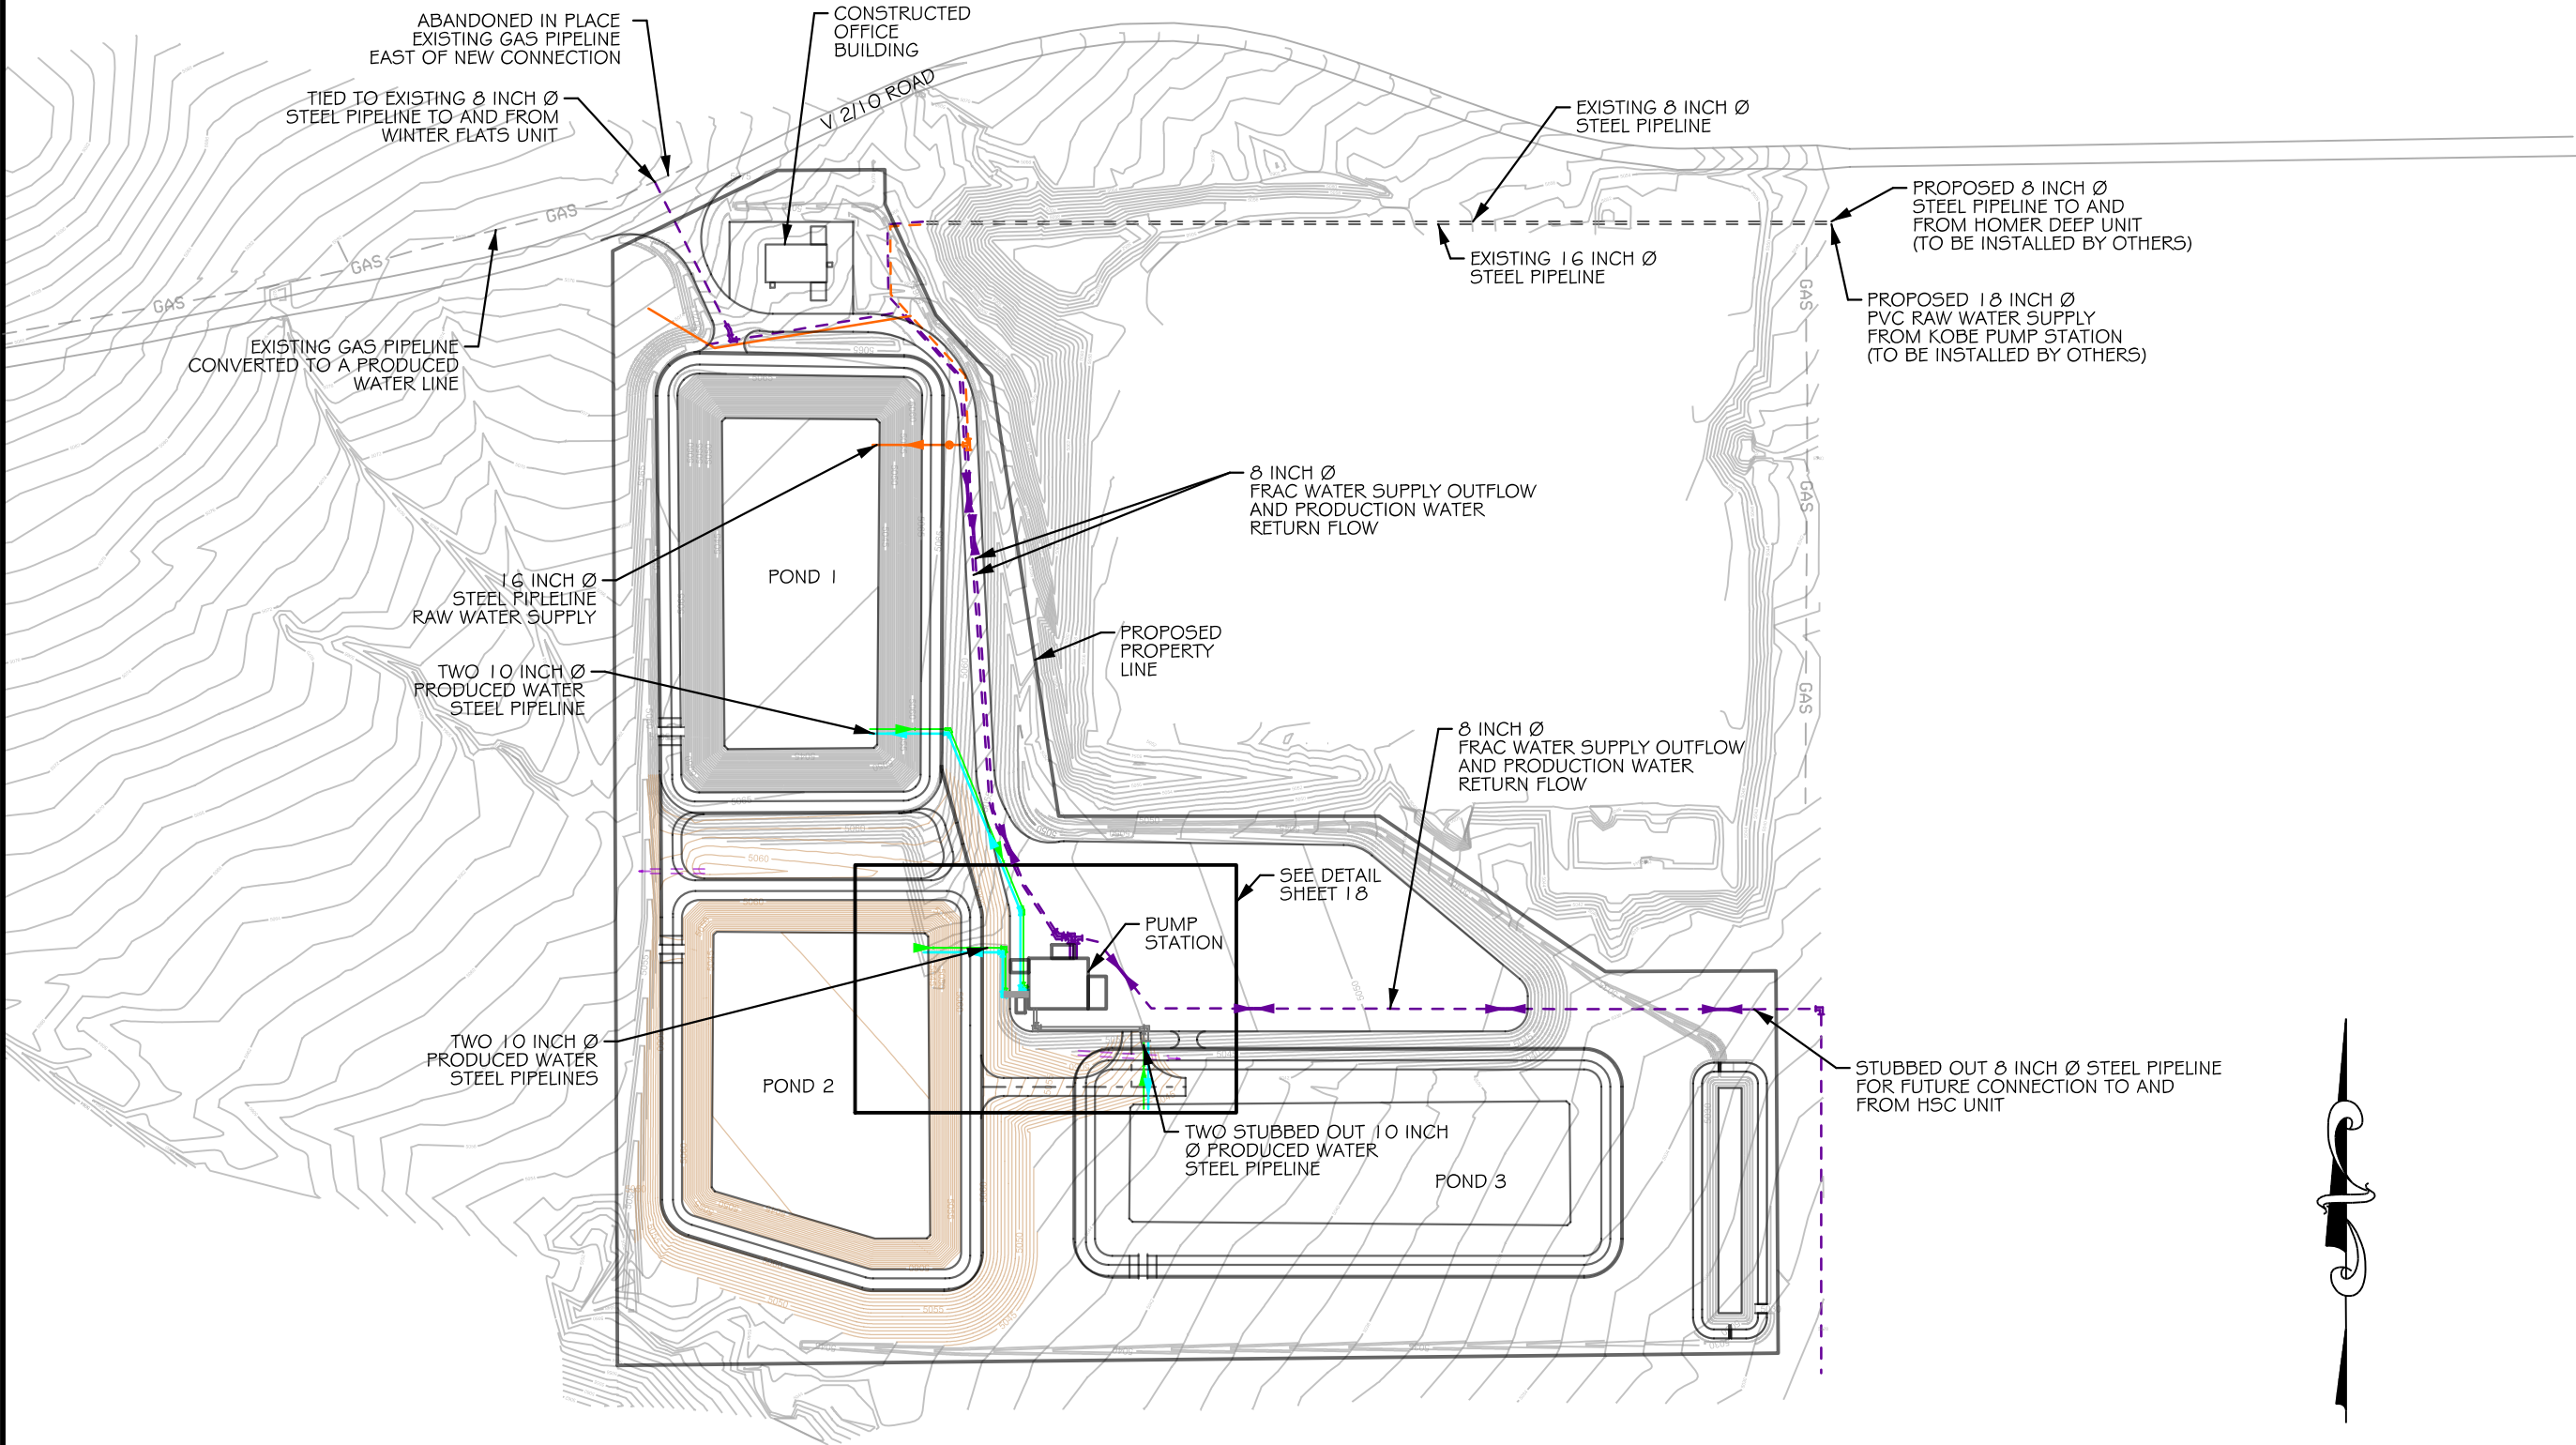 ABANDONED IN PLACE
EXISTING GAS PIPELINE
EAST OF NEW CONNECTION
CONSTRUCTED
OFFICE
BUILDING
TIED TO EXISTING 8 INCH Ø
STEEL PIPELINE TO AND FROM
WINTER FLATS UNIT
V 2/10 ROAD
EXISTING 8 INCH Ø
STEEL PIPELINE
PROPOSED 8 INCH Ø
STEEL PIPELINE TO AND
FROM HOMER DEEP UNIT
(TO BE INSTALLED BY OTHERS)
EXISTING 16 INCH Ø
STEEL PIPELINE
PROPOSED 18 INCH Ø
PVC RAW WATER SUPPLY
FROM KOBE PUMP STATION
(TO BE INSTALLED BY OTHERS)
GAS
GAS
GAS
EXISTING GAS PIPELINE
CONVERTED TO A PRODUCED
WATER LINE
GAS
GAS
GAS
8 INCH Ø
FRAC WATER SUPPLY OUTFLOW
AND PRODUCTION WATER
RETURN FLOW
POND 1
16 INCH Ø
STEEL PIPLELINE
RAW WATER SUPPLY
PROPOSED
PROPERTY
LINE
TWO 10 INCH Ø
PRODUCED WATER
STEEL PIPELINE
8 INCH Ø
FRAC WATER SUPPLY OUTFLOW
AND PRODUCTION WATER
RETURN FLOW
5065
5060
5060
5060
SEE DETAIL
SHEET 18
PUMP
STATION
TWO 10 INCH Ø
PRODUCED WATER
STEEL PIPELINES
POND 2
STUBBED OUT 8 INCH Ø STEEL PIPELINE
FOR FUTURE CONNECTION TO AND
FROM HSC UNIT
TWO STUBBED OUT 10 INCH
Ø PRODUCED WATER
STEEL PIPELINE
POND 3
5050
5055
5045